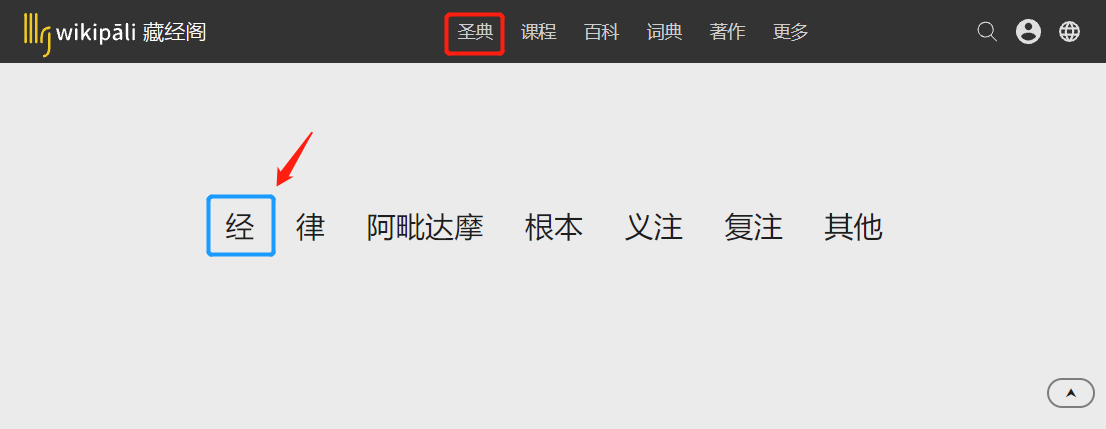 wikipāli 藏经阁 圣典 课程 百科 词典 著作 更多
经 律 阿毗达摩 根本 义注 复注 其他